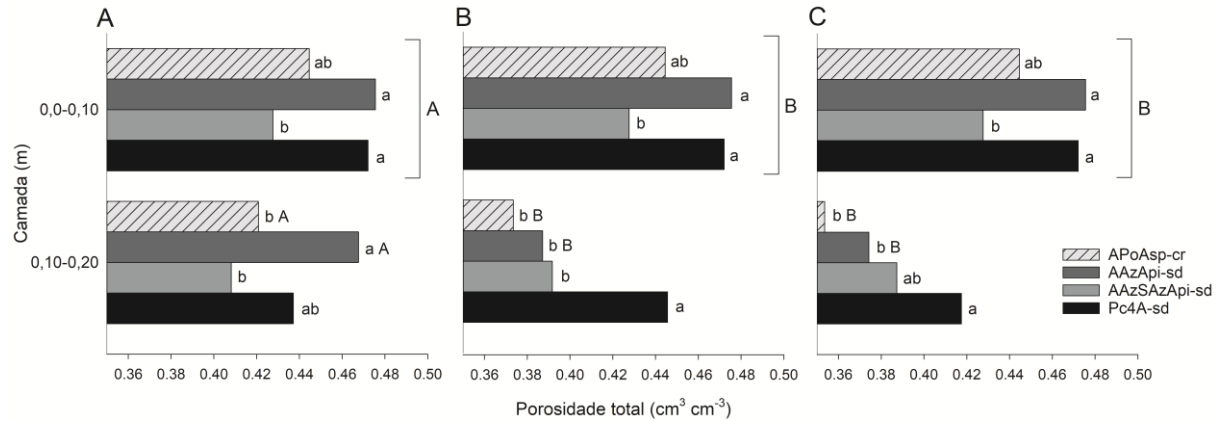 A
B
C
ab
a
b
a
A
ab
a
b
a
B
ab
a
b
a
B
0,0-0,10
Camada (m)
0,10-0,20
b A
a A
b
ab
b B
b B
b
a
b B
b B
ab
a
APoAsp-cr
AAzApi-sd
AAzSAzApi-sd
Pc4A-sd
0.36 0.38 0.40 0.42 0.44 0.46 0.48 0.50
0.36 0.38 0.40 0.42 0.44 0.46 0.48 0.50
0.36 0.38 0.40 0.42 0.44 0.46 0.48 0.50
Porosidade total (cm³ cm⁻³)